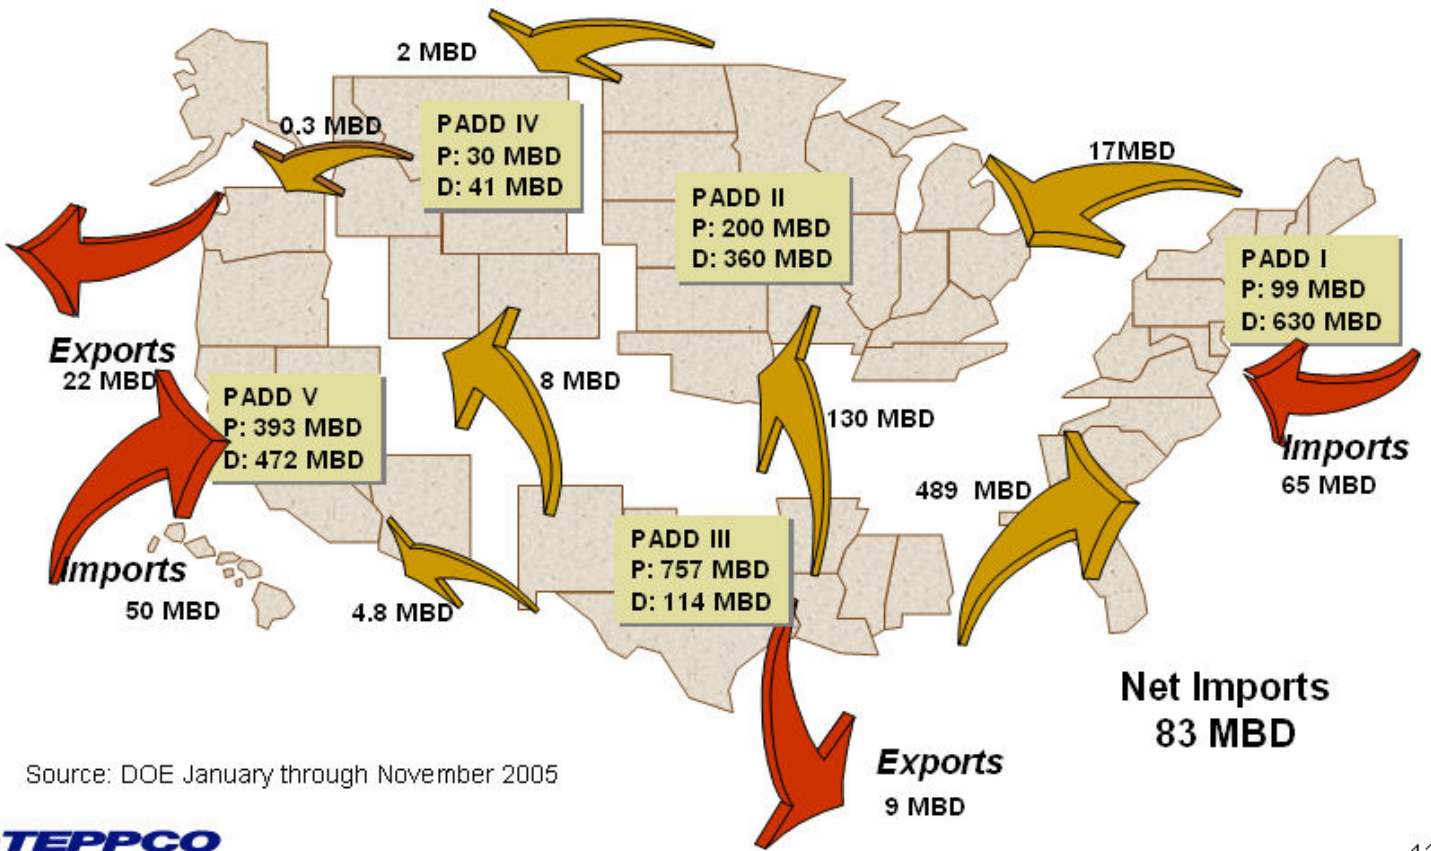 2 MBD
0.3 MBD
PADD IV
P: 30 MBD
D: 41 MBD
17MBD
PADD II
P: 200 MBD
D: 360 MBD
PADD I
P: 99 MBD
D: 630 MBD
Exports
22 MBD
PADD V
P: 393 MBD
D: 472 MBD
8 MBD
130 MBD
Imports
65 MBD
489 MBD
PADD III
P: 757 MBD
D: 114 MBD
Imports
50 MBD
4.8 MBD
Net Imports
83 MBD
Exports
9 MBD
Source: DOE January through November 2005
TEPPCO